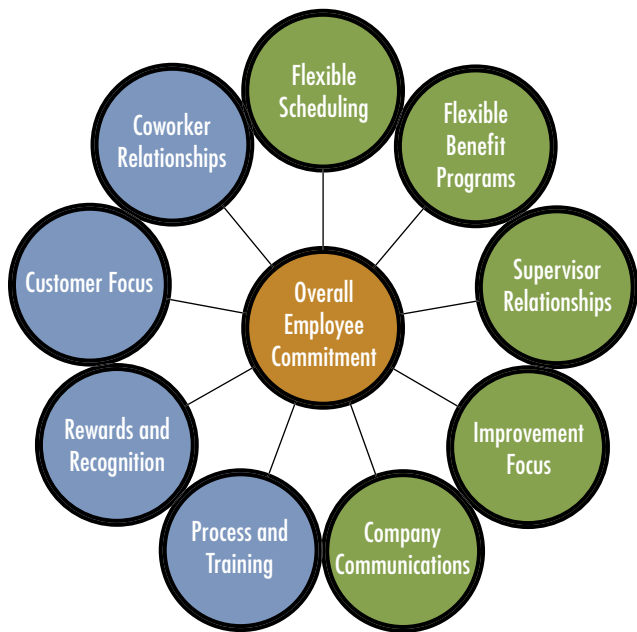 Flexible
Scheduling
Flexible
Benefit
Programs
Supervisor
Relationships
Improvement
Focus
Company
Communications
Process and
Training
Rewards and
Recognition
Customer Focus
Coworker
Relationships
Overall
Employee
Commitment